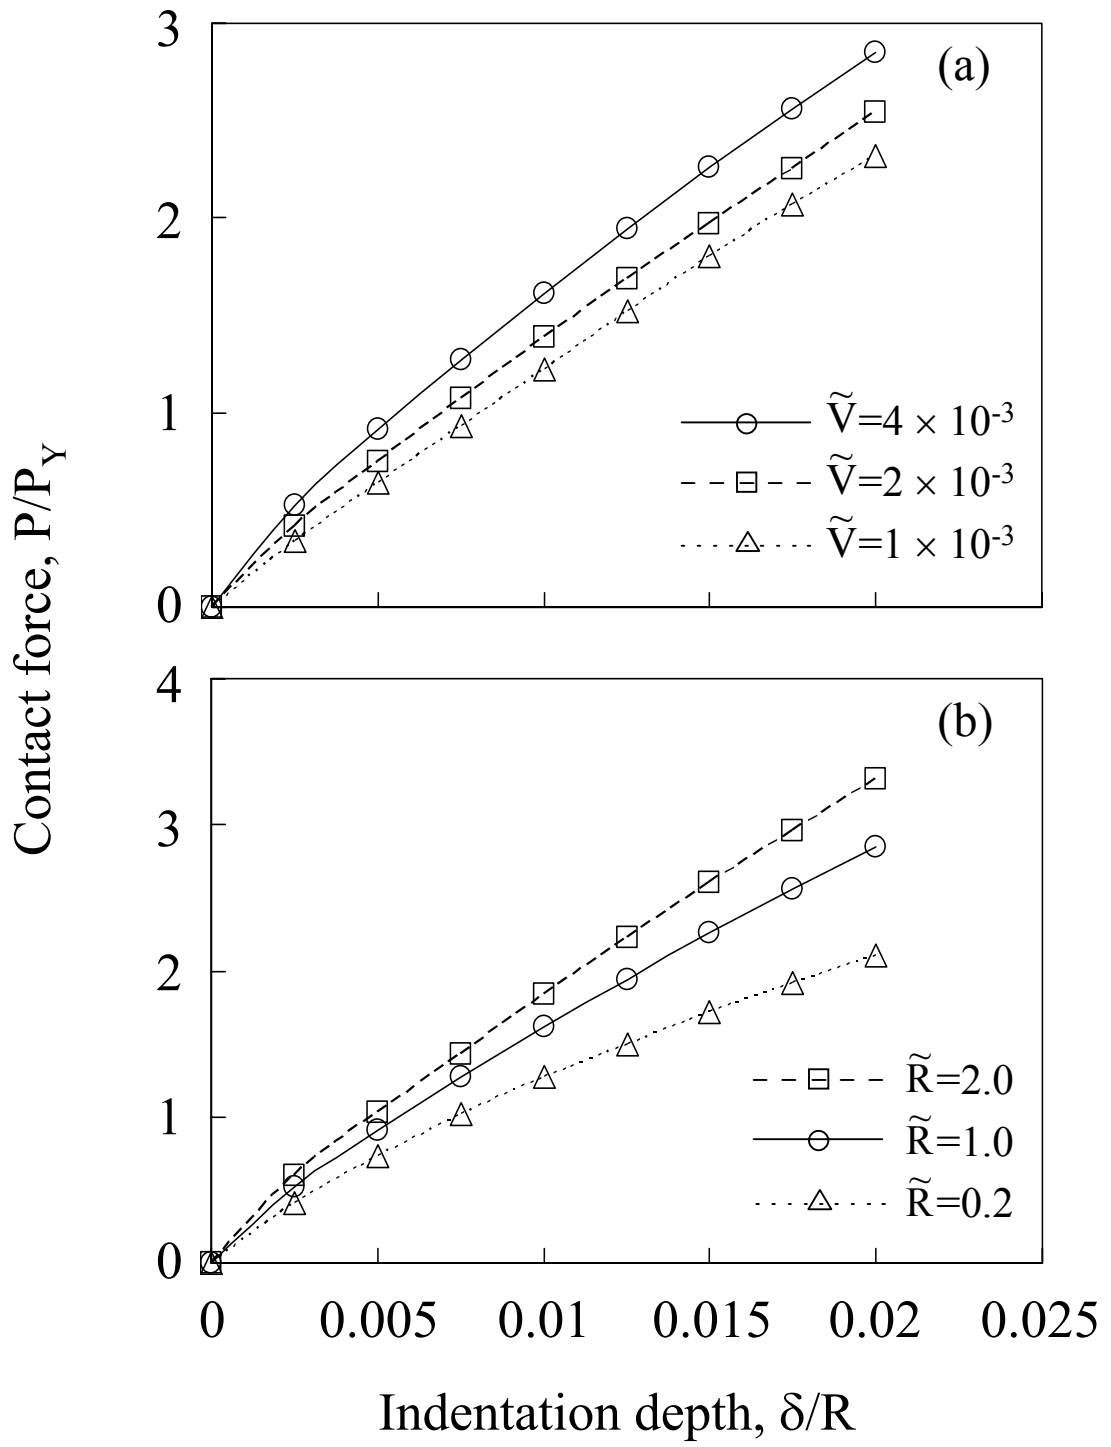 3
(a)
2
1
0
Ṽ=4 × 10⁻³
Ṽ=2 × 10⁻³
Ṽ=1 × 10⁻³
Contact force, P/P_Y
4
(b)
3
2
1
0
R̃=2.0
R̃=1.0
R̃=0.2
0 0.005 0.01 0.015 0.02 0.025
Indentation depth, δ/R